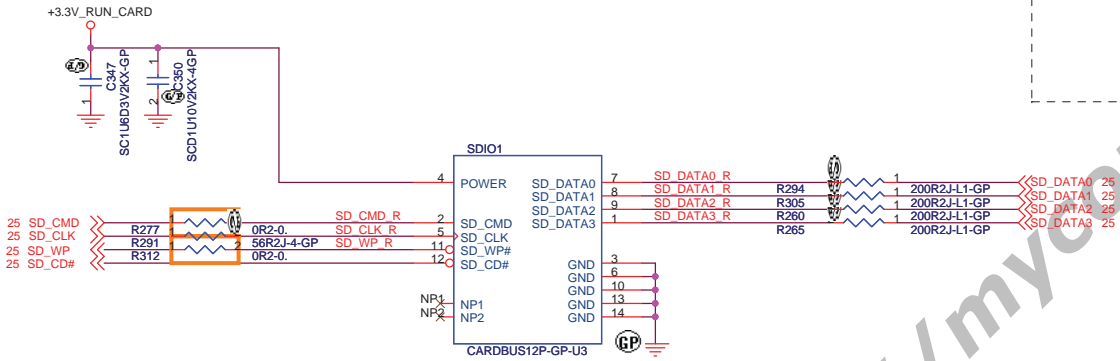 +3.3V_RUN_CARD
C347
SC1U6D3V2KX-GP
1
C350
SCD1U10V2KX-4GP
1
2
G/P
SDIO1
4 POWER
2 SD_CMD
5 SD_CLK
11 SD_WP#
12 SD_CD#
NP1 NP1
NP2 NP2
SD_DATA0 7
SD_DATA1 8
SD_DATA2 9
SD_DATA3 1
GND 3
GND 6
GND 10
GND 13
GND 14
CARDBUS12P-GP-U3
GP
25 SD_CMD
25 SD_CLK
25 SD_WP
25 SD_CD#
R277 1 0R2-0. SD_CMD_R
R291 56R2J-4-GP SD_CLK_R
R312 1 2 0R2-0. SD_WP_R
SD_DATA0_R R294 1 200R2J-L1-GP SD_DATA0 25
SD_DATA1_R R305 1 200R2J-L1-GP SD_DATA1 25
SD_DATA2_R R260 1 200R2J-L1-GP SD_DATA2 25
SD_DATA3_R R265 1 200R2J-L1-GP SD_DATA3 25
/myco